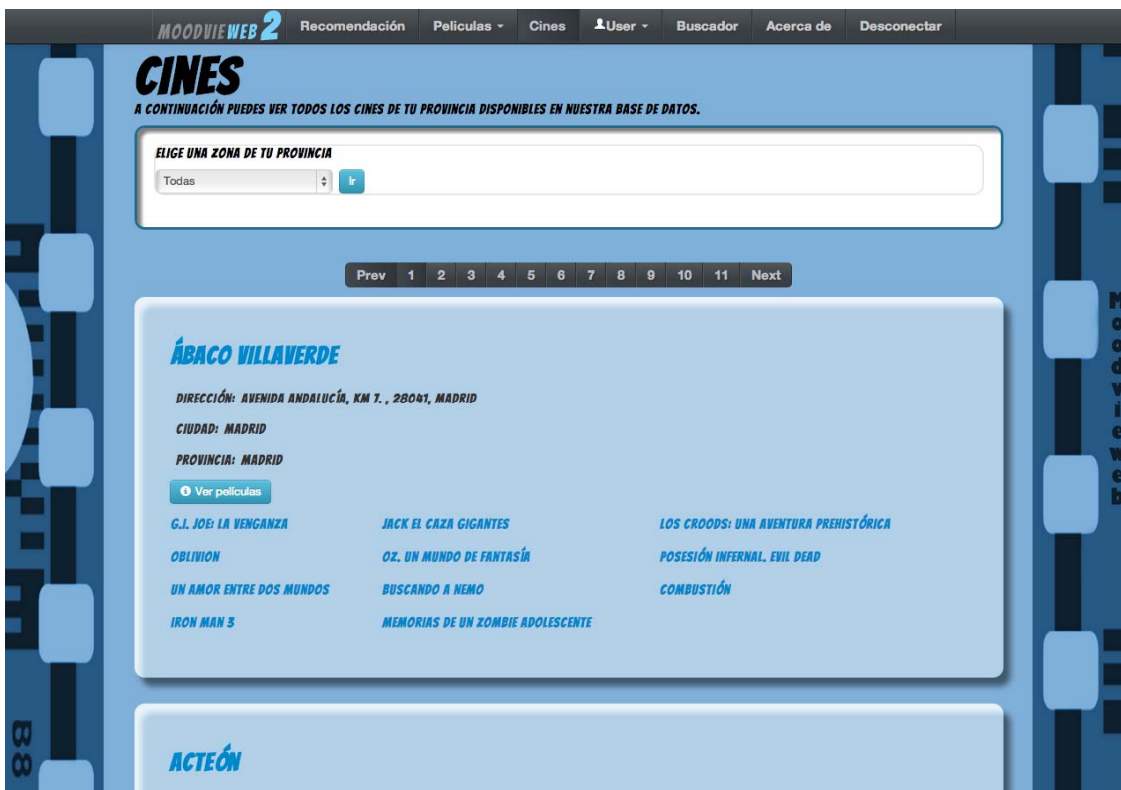 MOODVIEWEB2 Recomendación Peliculas Cines User Buscador Acerca de Desconectar
CINES
A CONTINUACIÓN PUEDES VER TODOS LOS CINES DE TU PROVINCIA DISPONIBLES EN NUESTRA BASE DE DATOS.
ELIGE UNA ZONA DE TU PROVINCIA
Todas Ir
Prev 1 2 3 4 5 6 7 8 9 10 11 Next
ÁBACO VILLAVERDE
DIRECCIÓN: AVENIDA ANDALUCÍA, KM 7. , 28041, MADRID
CIUDAD: MADRID
PROVINCIA: MADRID
Ver películas
G.I. JOE: LA VENGANZA JACK EL CAZA GIGANTES LOS CROODS: UNA AVENTURA PREHISTÓRICA
OBLIVION OZ. UN MUNDO DE FANTASÍA POSESIÓN INFERNAL. EVIL DEAD
UN AMOR ENTRE DOS MUNDOS BUSCANDO A NEMO COMBUSTIÓN
IRON MAN 3 MEMORIAS DE UN ZOMBIE ADOLESCENTE
ACTEÓN
Moodvieweb
B8